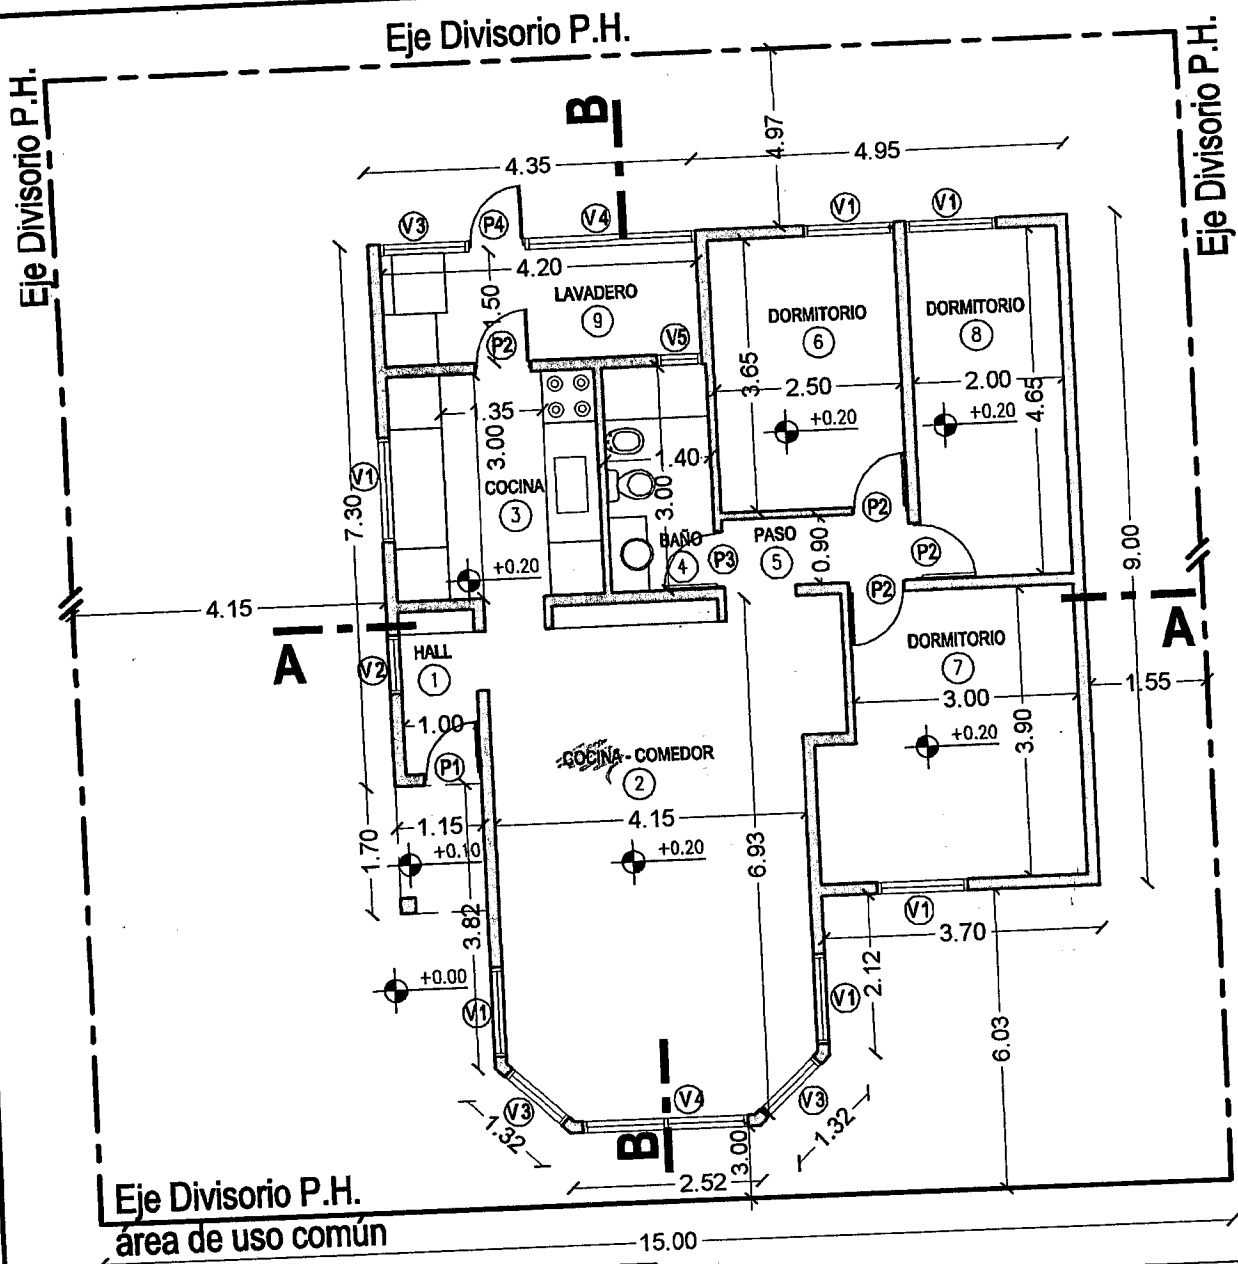 Eje Divisorio P.H.
Eje Divisorio P.H.
Eje Divisorio P.H.
B
4.97
4.35
4.95
V3
P4
V4
V1
V1
4.20
LAVADERO
9
1.50
P2
V5
DORMITORIO
6
DORMITORIO
8
3.65
2.50
2.00
4.65
+0.20
+0.20
1.35
3.00
COCINA
3
1.40
3.00
V1
7.30
+0.20
BAÑO
4
P3
PASO
5
0.90
P2
P2
P2
9.00
4.15
A
A
HALL
1
V2
1.00
P1
DORMITORIO
7
3.00
1.55
3.90
+0.20
COCINA - COMEDOR
2
4.15
1.15
+0.10
1.70
+0.20
6.93
3.82
+0.00
V1
V1
3.70
2.12
V1
6.03
V3
V4
V3
1.32
B
3.00
1.32
2.52
Eje Divisorio P.H.
área de uso común
15.00